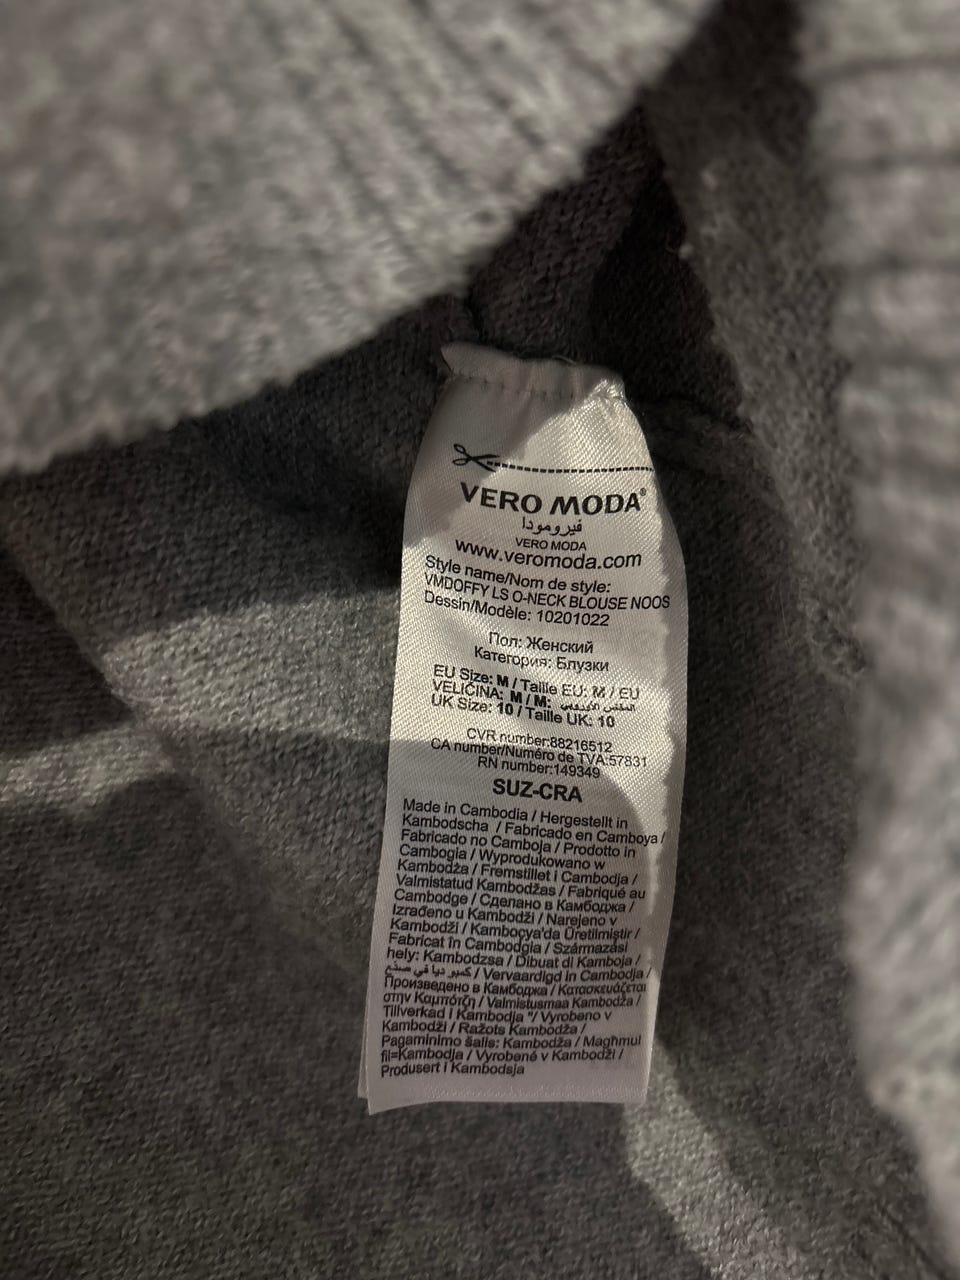 VERO MODA®
فيرومودا
VERO MODA
www.veromoda.com
Style name/Nom de style:
VMDOFFY LS O-NECK BLOUSE NOOS
Dessin/Modèle: 10201022
Пол: Женский
Категория: Блузки
EU Size: M / Taille EU: M / EU
VELIČINA: M / M: المقاس الأوروبي
UK Size: 10 / Taille UK: 10
CVR number:88216512
CA number/Numéro de TVA:57831
RN number:149349
SUZ-CRA
Made in Cambodia / Hergestellt in
Kambodscha / Fabricado en Camboya /
Fabricado no Camboja / Prodotto in
Cambogia / Wyprodukowano w
Kambodża / Fremstillet i Cambodja /
Valmistatud Kambodžas / Fabriqué au
Cambodge / Сделано в Камбоджа /
Izrađeno u Kambodži / Narejeno v
Kambodži / Kamboçya'da Üretilmiştir /
Fabricat în Cambodgia / Származási
hely: Kambodzsa / Dibuat di Kamboja /
كمبوديا في صنع / Vervaardigd in Cambodja /
Произведено в Камбоджа / Κατασκευάζεται
στην Καμπότζη / Valmistusmaa Kambodža /
Tillverkad i Kambodja "/ Vyrobeno v
Kambodži / Ražots Kambodža /
Pagaminimo šalis: Kambodža / Magħmul
fil=Kambodja / Vyrobené v Kambodži /
Produsert i Kambodsja